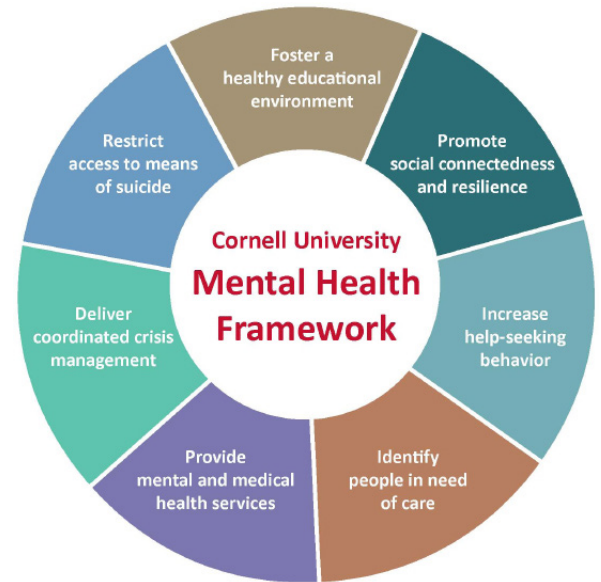 Foster a
healthy educational
environment
Promote
social connectedness
and resilience
Increase
help-seeking
behavior
Identify
people in need
of care
Provide
mental and medical
health services
Deliver
coordinated crisis
management
Restrict
access to means
of suicide
Cornell University
Mental Health
Framework